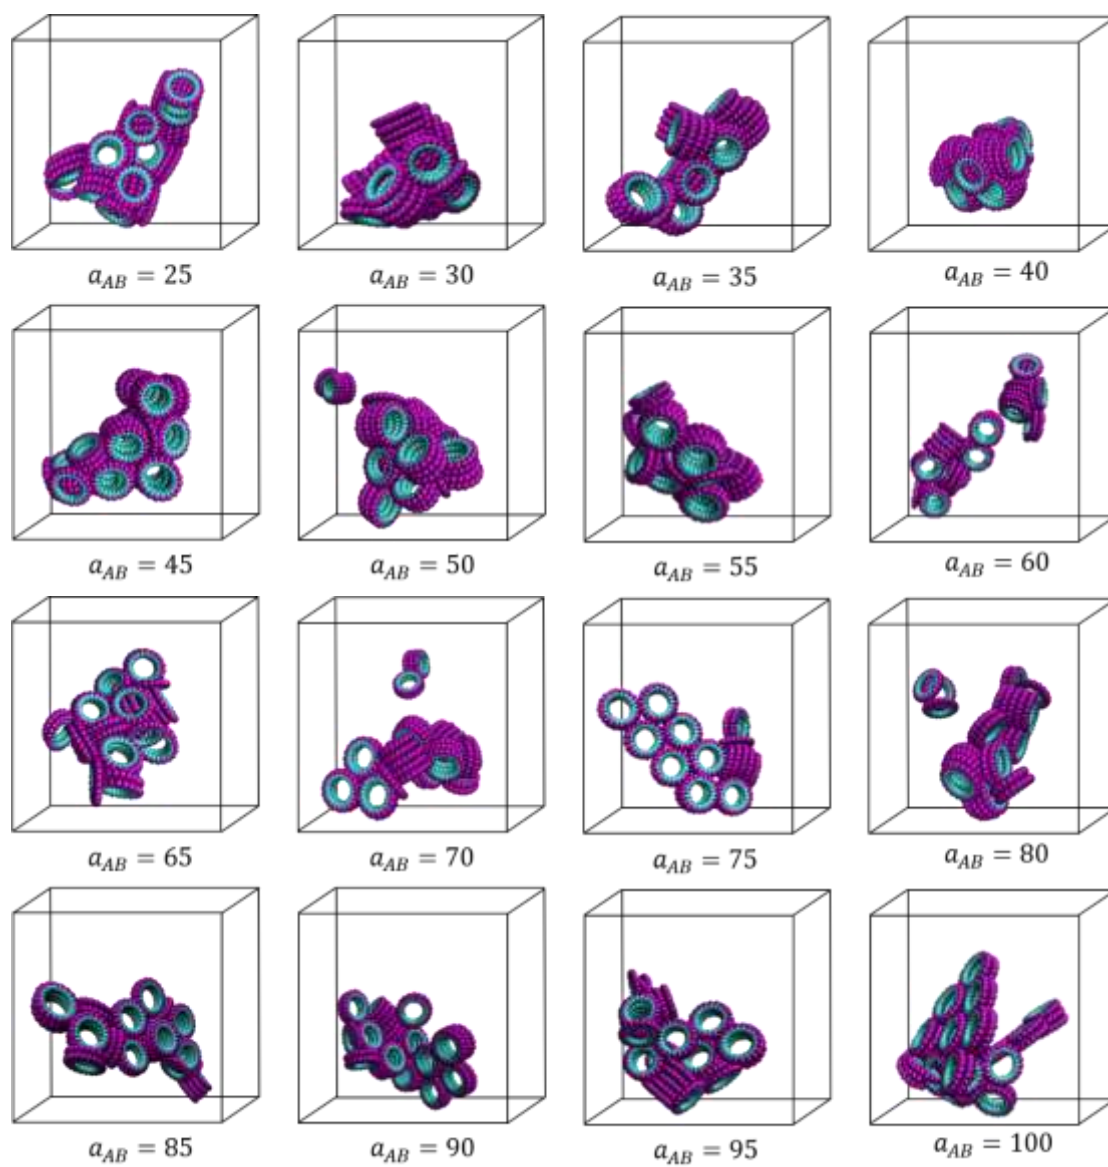 a_AB = 25
a_AB = 30
a_AB = 35
a_AB = 40
a_AB = 45
a_AB = 50
a_AB = 55
a_AB = 60
a_AB = 65
a_AB = 70
a_AB = 75
a_AB = 80
a_AB = 85
a_AB = 90
a_AB = 95
a_AB = 100